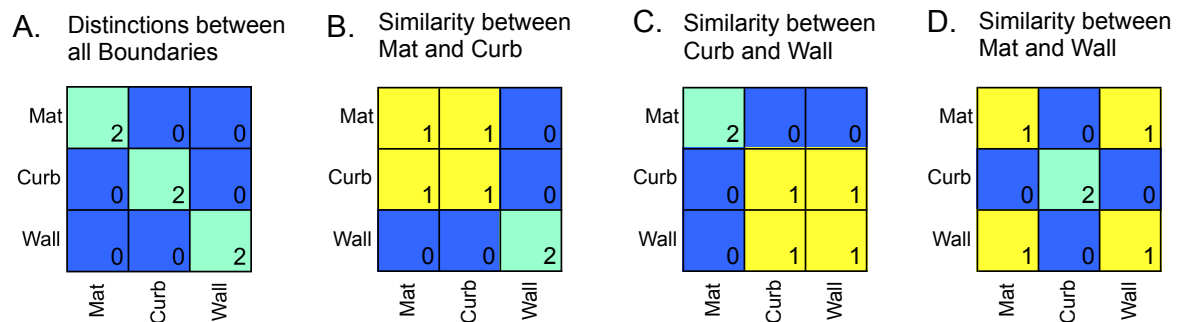 A. Distinctions between
all Boundaries
Mat 2 0 0
Curb 0 2 0
Wall 0 0 2
Mat Curb Wall
B. Similarity between
Mat and Curb
Mat 1 1 0
Curb 1 1 0
Wall 0 0 2
Mat Curb Wall
C. Similarity between
Curb and Wall
Mat 2 0 0
Curb 0 1 1
Wall 0 1 1
Mat Curb Wall
D. Similarity between
Mat and Wall
Mat 1 0 1
Curb 0 2 0
Wall 1 0 1
Mat Curb Wall